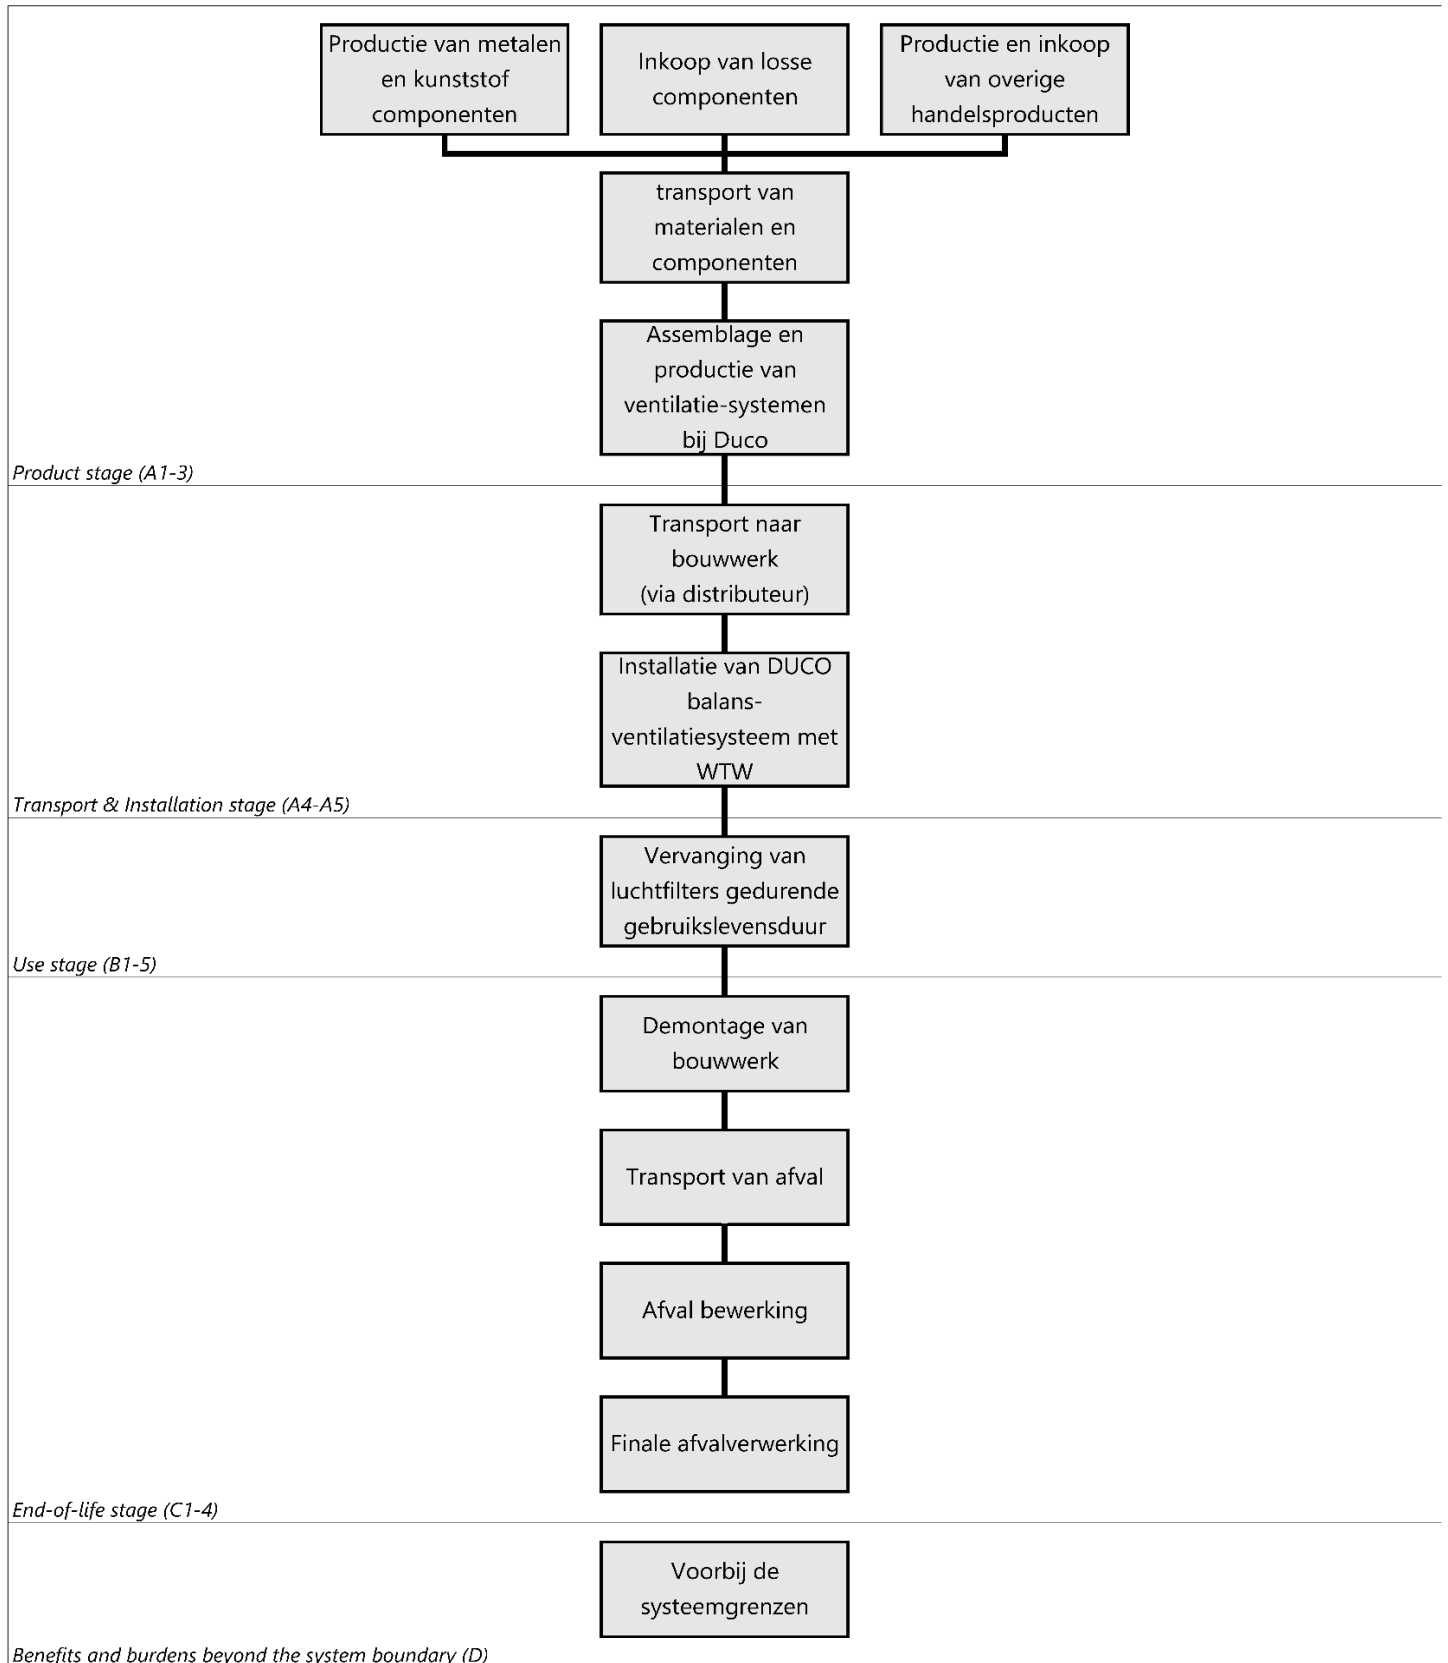 Productie van metalen
en kunststof
componenten
Inkoop van losse
componenten
Productie en inkoop
van overige
handelsproducten
transport van
materialen en
componenten
Assemblage en
productie van
ventilatie-systemen
bij Duco
Product stage (A1-3)
Transport naar
bouwwerk
(via distributeur)
Installatie van DUCO
balans-
ventilatiesysteem met
WTW
Transport & Installation stage (A4-A5)
Vervanging van
luchtfilters gedurende
gebruikslevensduur
Use stage (B1-5)
Demontage van
bouwwerk
Transport van afval
Afval bewerking
Finale afvalverwerking
End-of-life stage (C1-4)
Voorbij de
systeemgrenzen
Benefits and burdens beyond the system boundary (D)